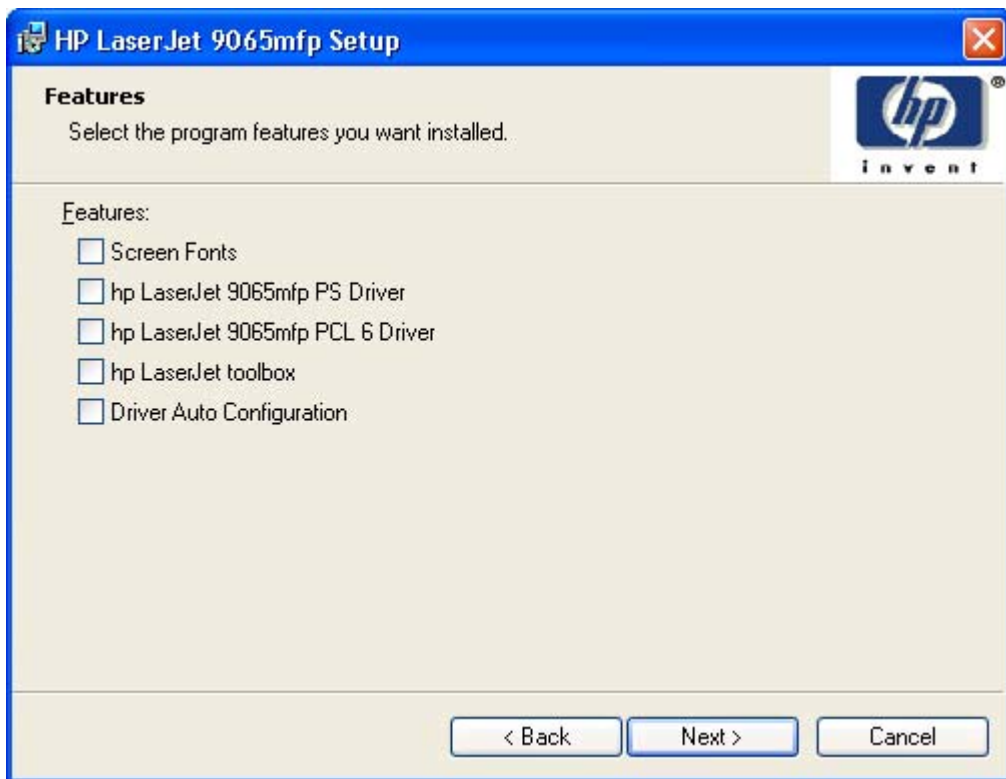 HP LaserJet 9065mfp Setup
Features
Select the program features you want installed.
hp
®
invent
Features:
Screen Fonts
hp LaserJet 9065mfp PS Driver
hp LaserJet 9065mfp PCL 6 Driver
hp LaserJet toolbox
Driver Auto Configuration
< Back Next > Cancel